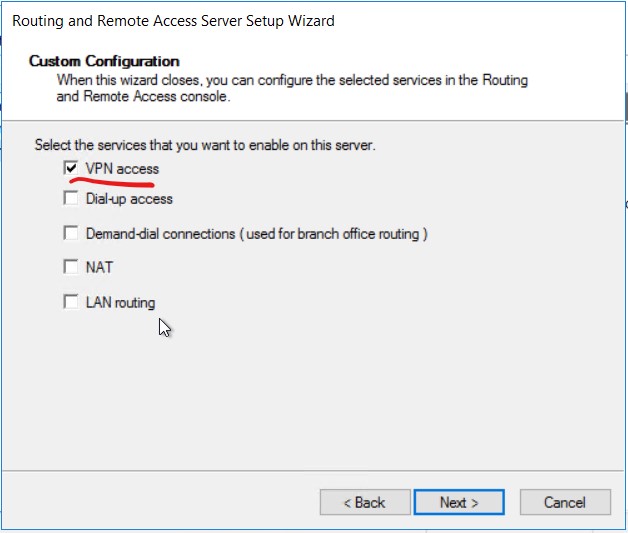 Routing and Remote Access Server Setup Wizard
Custom Configuration
When this wizard closes, you can configure the selected services in the Routing
and Remote Access console.
Select the services that you want to enable on this server.
VPN access
Dial-up access
Demand-dial connections (used for branch office routing)
NAT
LAN routing
< Back
Next >
Cancel